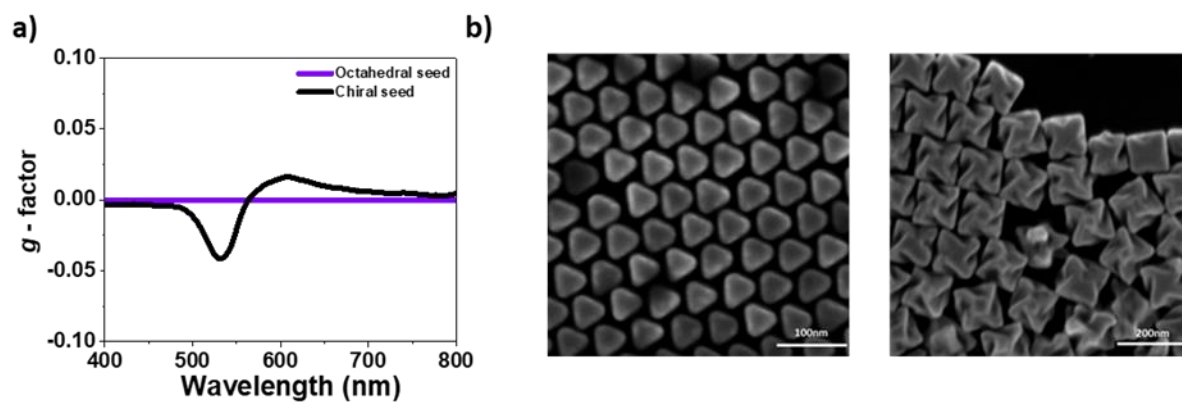 a)
b)
g - factor
0.10
0.05
0.00
-0.05
-0.10
Octahedral seed
Chiral seed
400
500
600
700
800
Wavelength (nm)
100nm
200nm